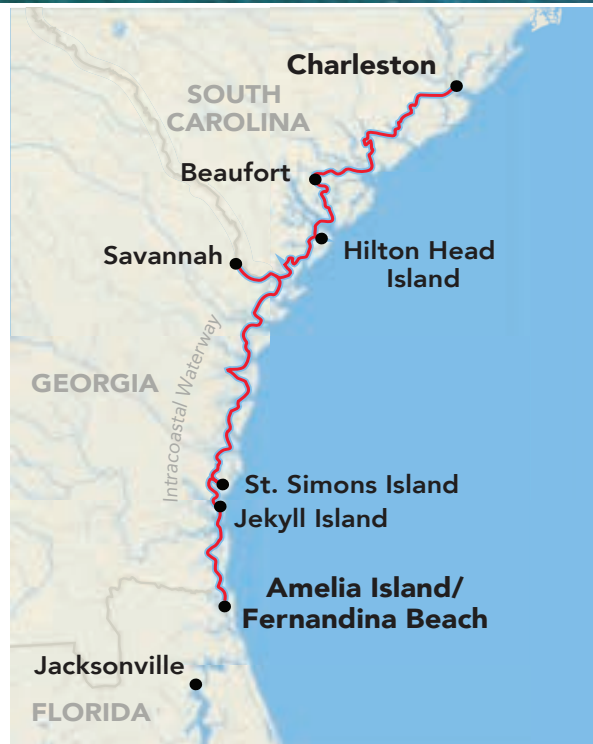 Charleston
SOUTH
CAROLINA
Beaufort
Savannah
Hilton Head
Island
GEORGIA
Intracoastal Waterway
St. Simons Island
Jekyll Island
Amelia Island/
Fernandina Beach
Jacksonville
FLORIDA